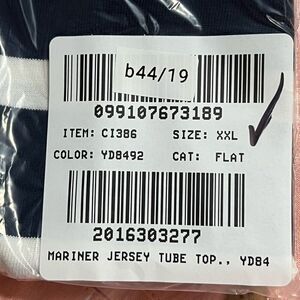 b44/19
099107673189
ITEM: CI386 SIZE: XXL
COLOR: YD8492 CAT: FLAT
2016303277
MARINER JERSEY TUBE TOP., YD84